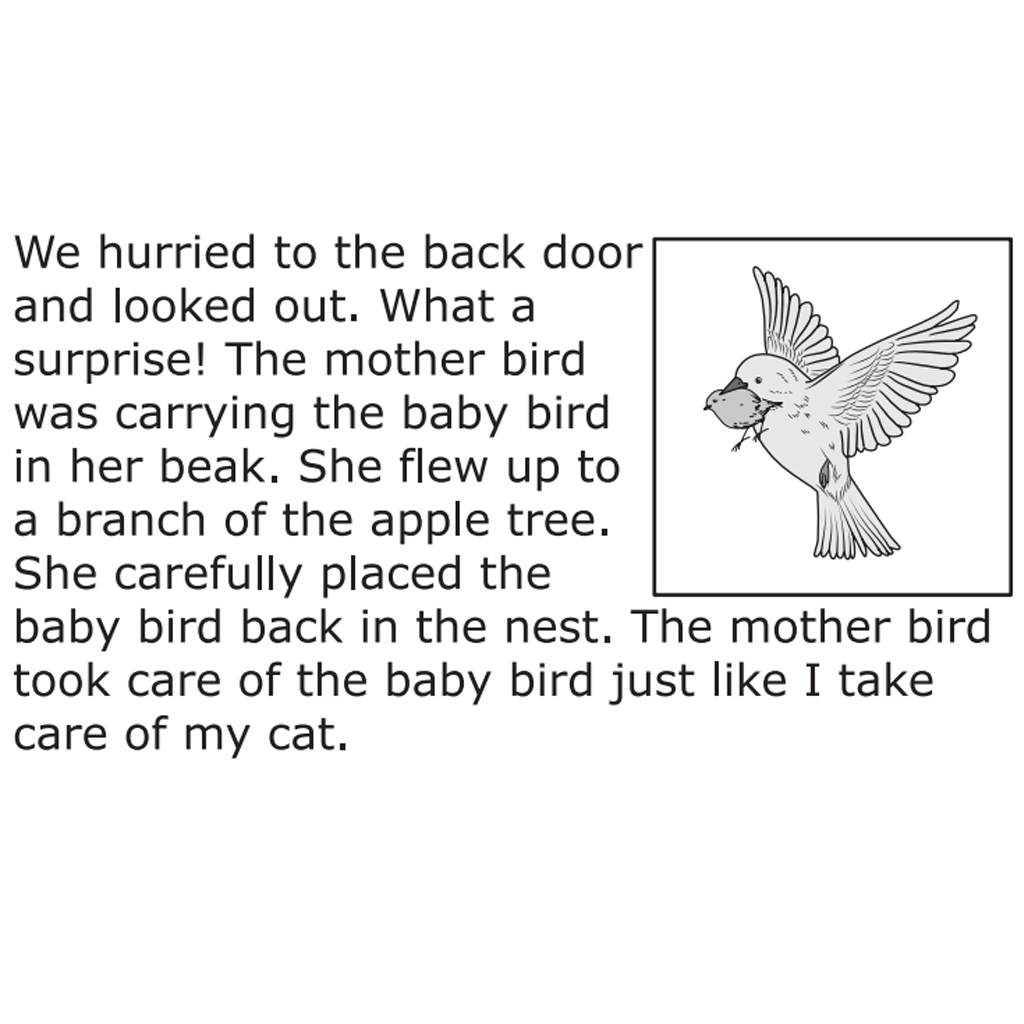 We hurried to the back door
and looked out. What a
surprise! The mother bird
was carrying the baby bird
in her beak. She flew up to
a branch of the apple tree.
She carefully placed the
baby bird back in the nest. The mother bird
took care of the baby bird just like I take
care of my cat.